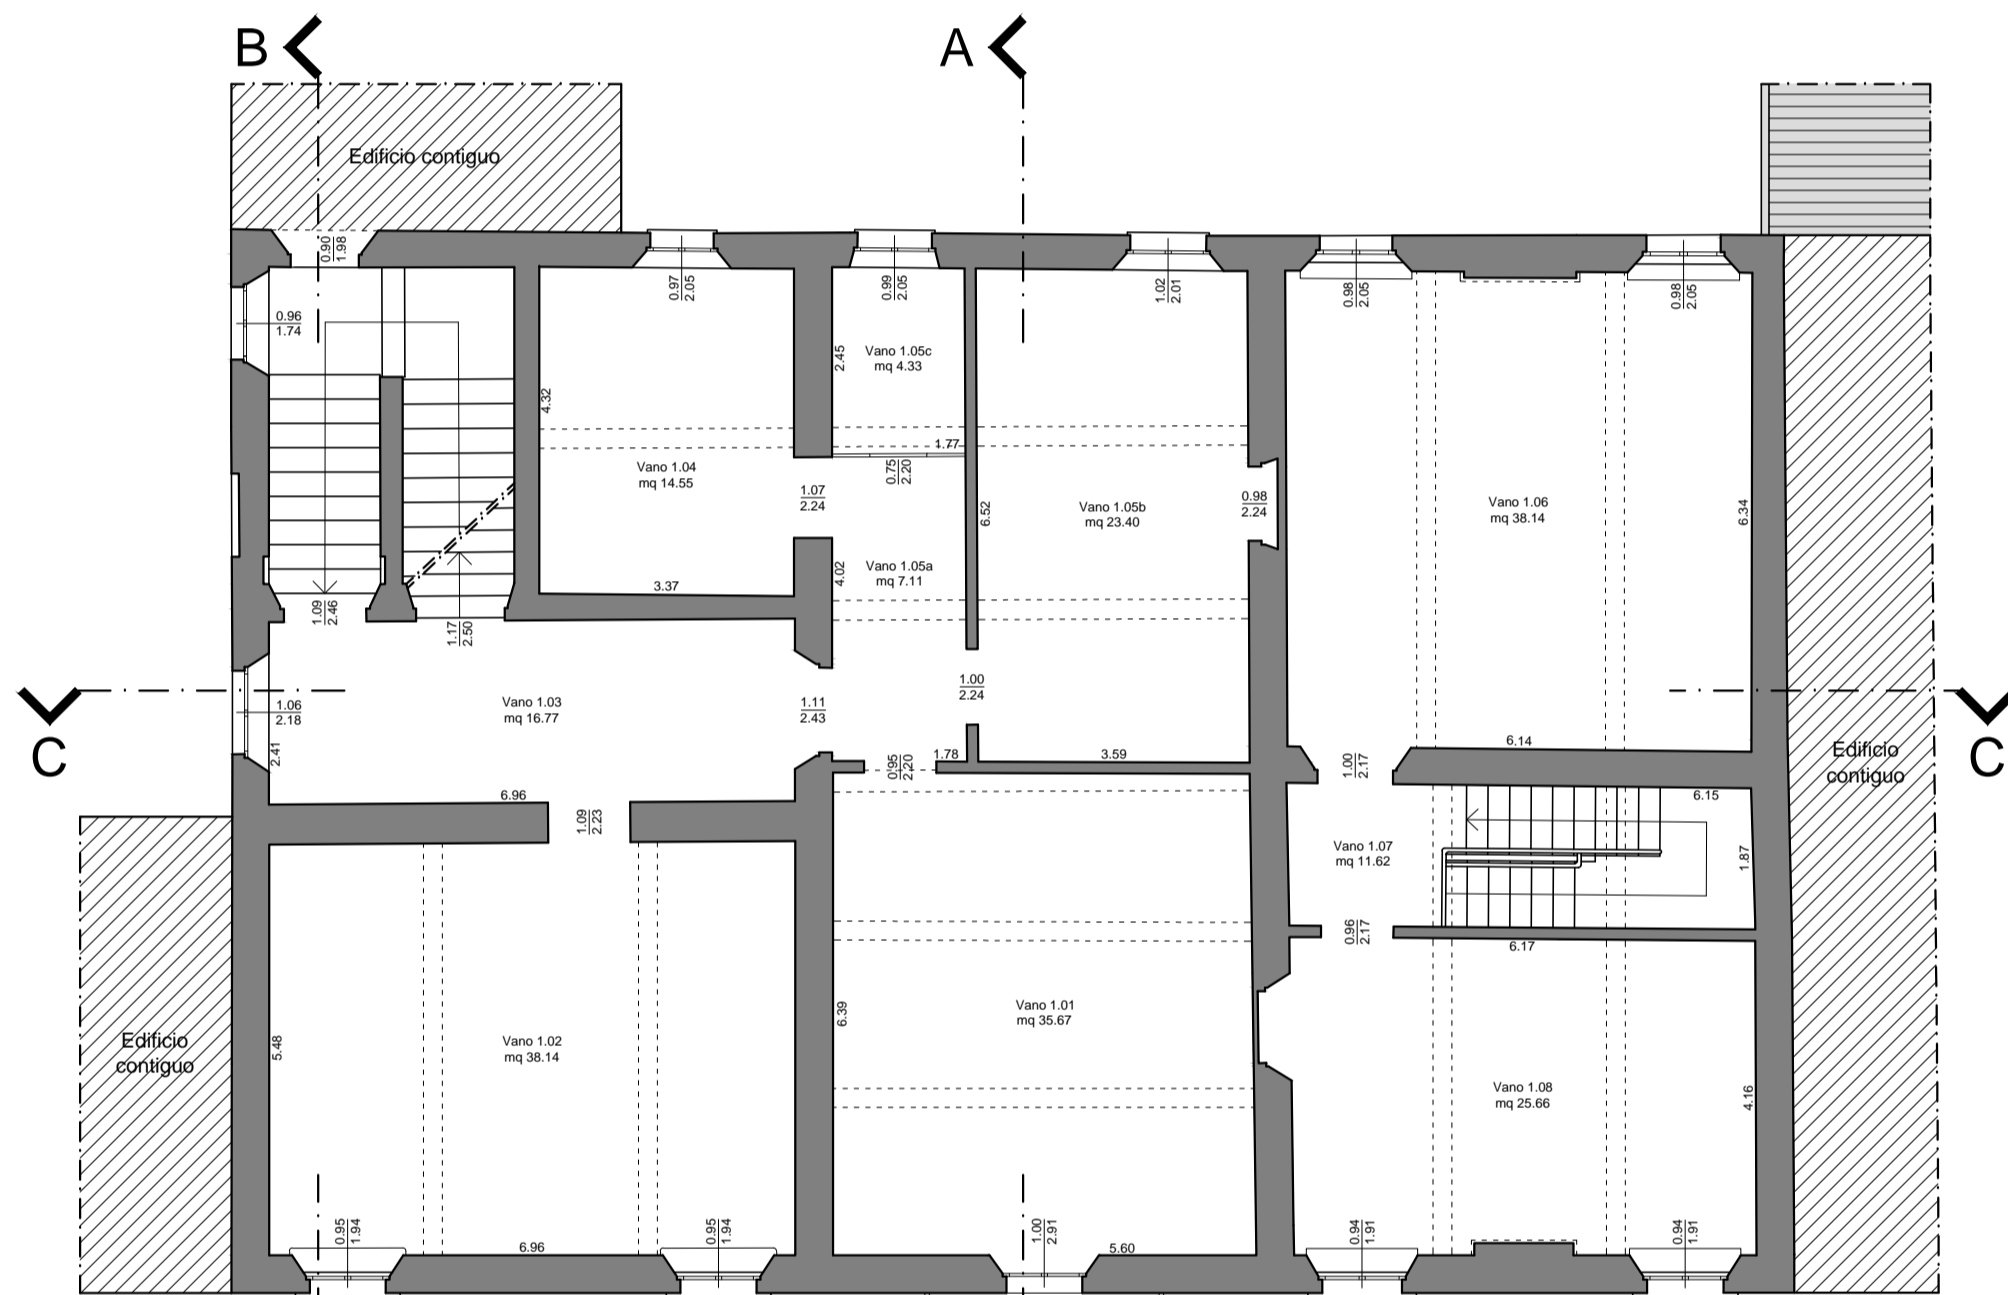 B
A
Edificio contiguo
0.90
1.98
0.97
2.05
0.99
2.05
1.02
2.01
0.98
2.05
0.98
2.05
0.96
1.74
2.45
Vano 1.05c
mq 4.33
4.32
1.77
0.75
2.20
Vano 1.04
mq 14.55
1.07
2.24
6.52
Vano 1.05b
mq 23.40
0.98
2.24
Vano 1.06
mq 38.14
6.34
4.02
Vano 1.05a
mq 7.11
3.37
1.09
2.46
1.17
2.50
1.00
2.24
C
1.06
2.18
2.41
Vano 1.03
mq 16.77
1.11
2.43
0.95
2.20
1.78
3.59
1.00
2.17
6.14
Edificio
contiguo
C
6.96
1.09
2.23
6.15
Vano 1.07
mq 11.62
1.87
0.96
2.17
6.17
Edificio
contiguo
5.48
Vano 1.02
mq 38.14
6.39
Vano 1.01
mq 35.67
Vano 1.08
mq 25.66
4.16
0.95
1.94
6.96
0.95
1.94
1.00
2.91
5.60
0.94
1.91
0.94
1.91